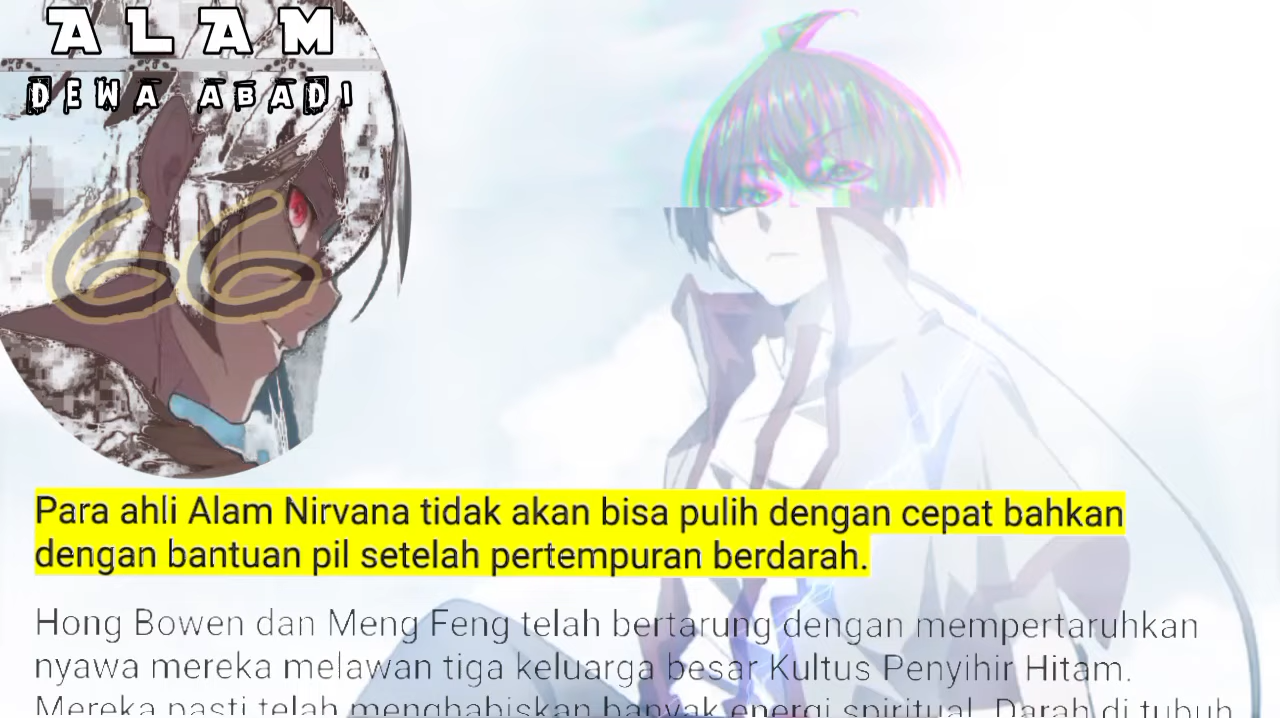 ALAM
DEWA ABADI
66
Para ahli Alam Nirvana tidak akan bisa pulih dengan cepat bahkan
dengan bantuan pil setelah pertempuran berdarah.
Hong Bowen dan Meng Feng telah bertarung dengan mempertaruhkan
nyawa mereka melawan tiga keluarga besar Kultus Penyihir Hitam.
Mereka pasti telah menghabiskan banyak energi spiritual. Darah di tubuh